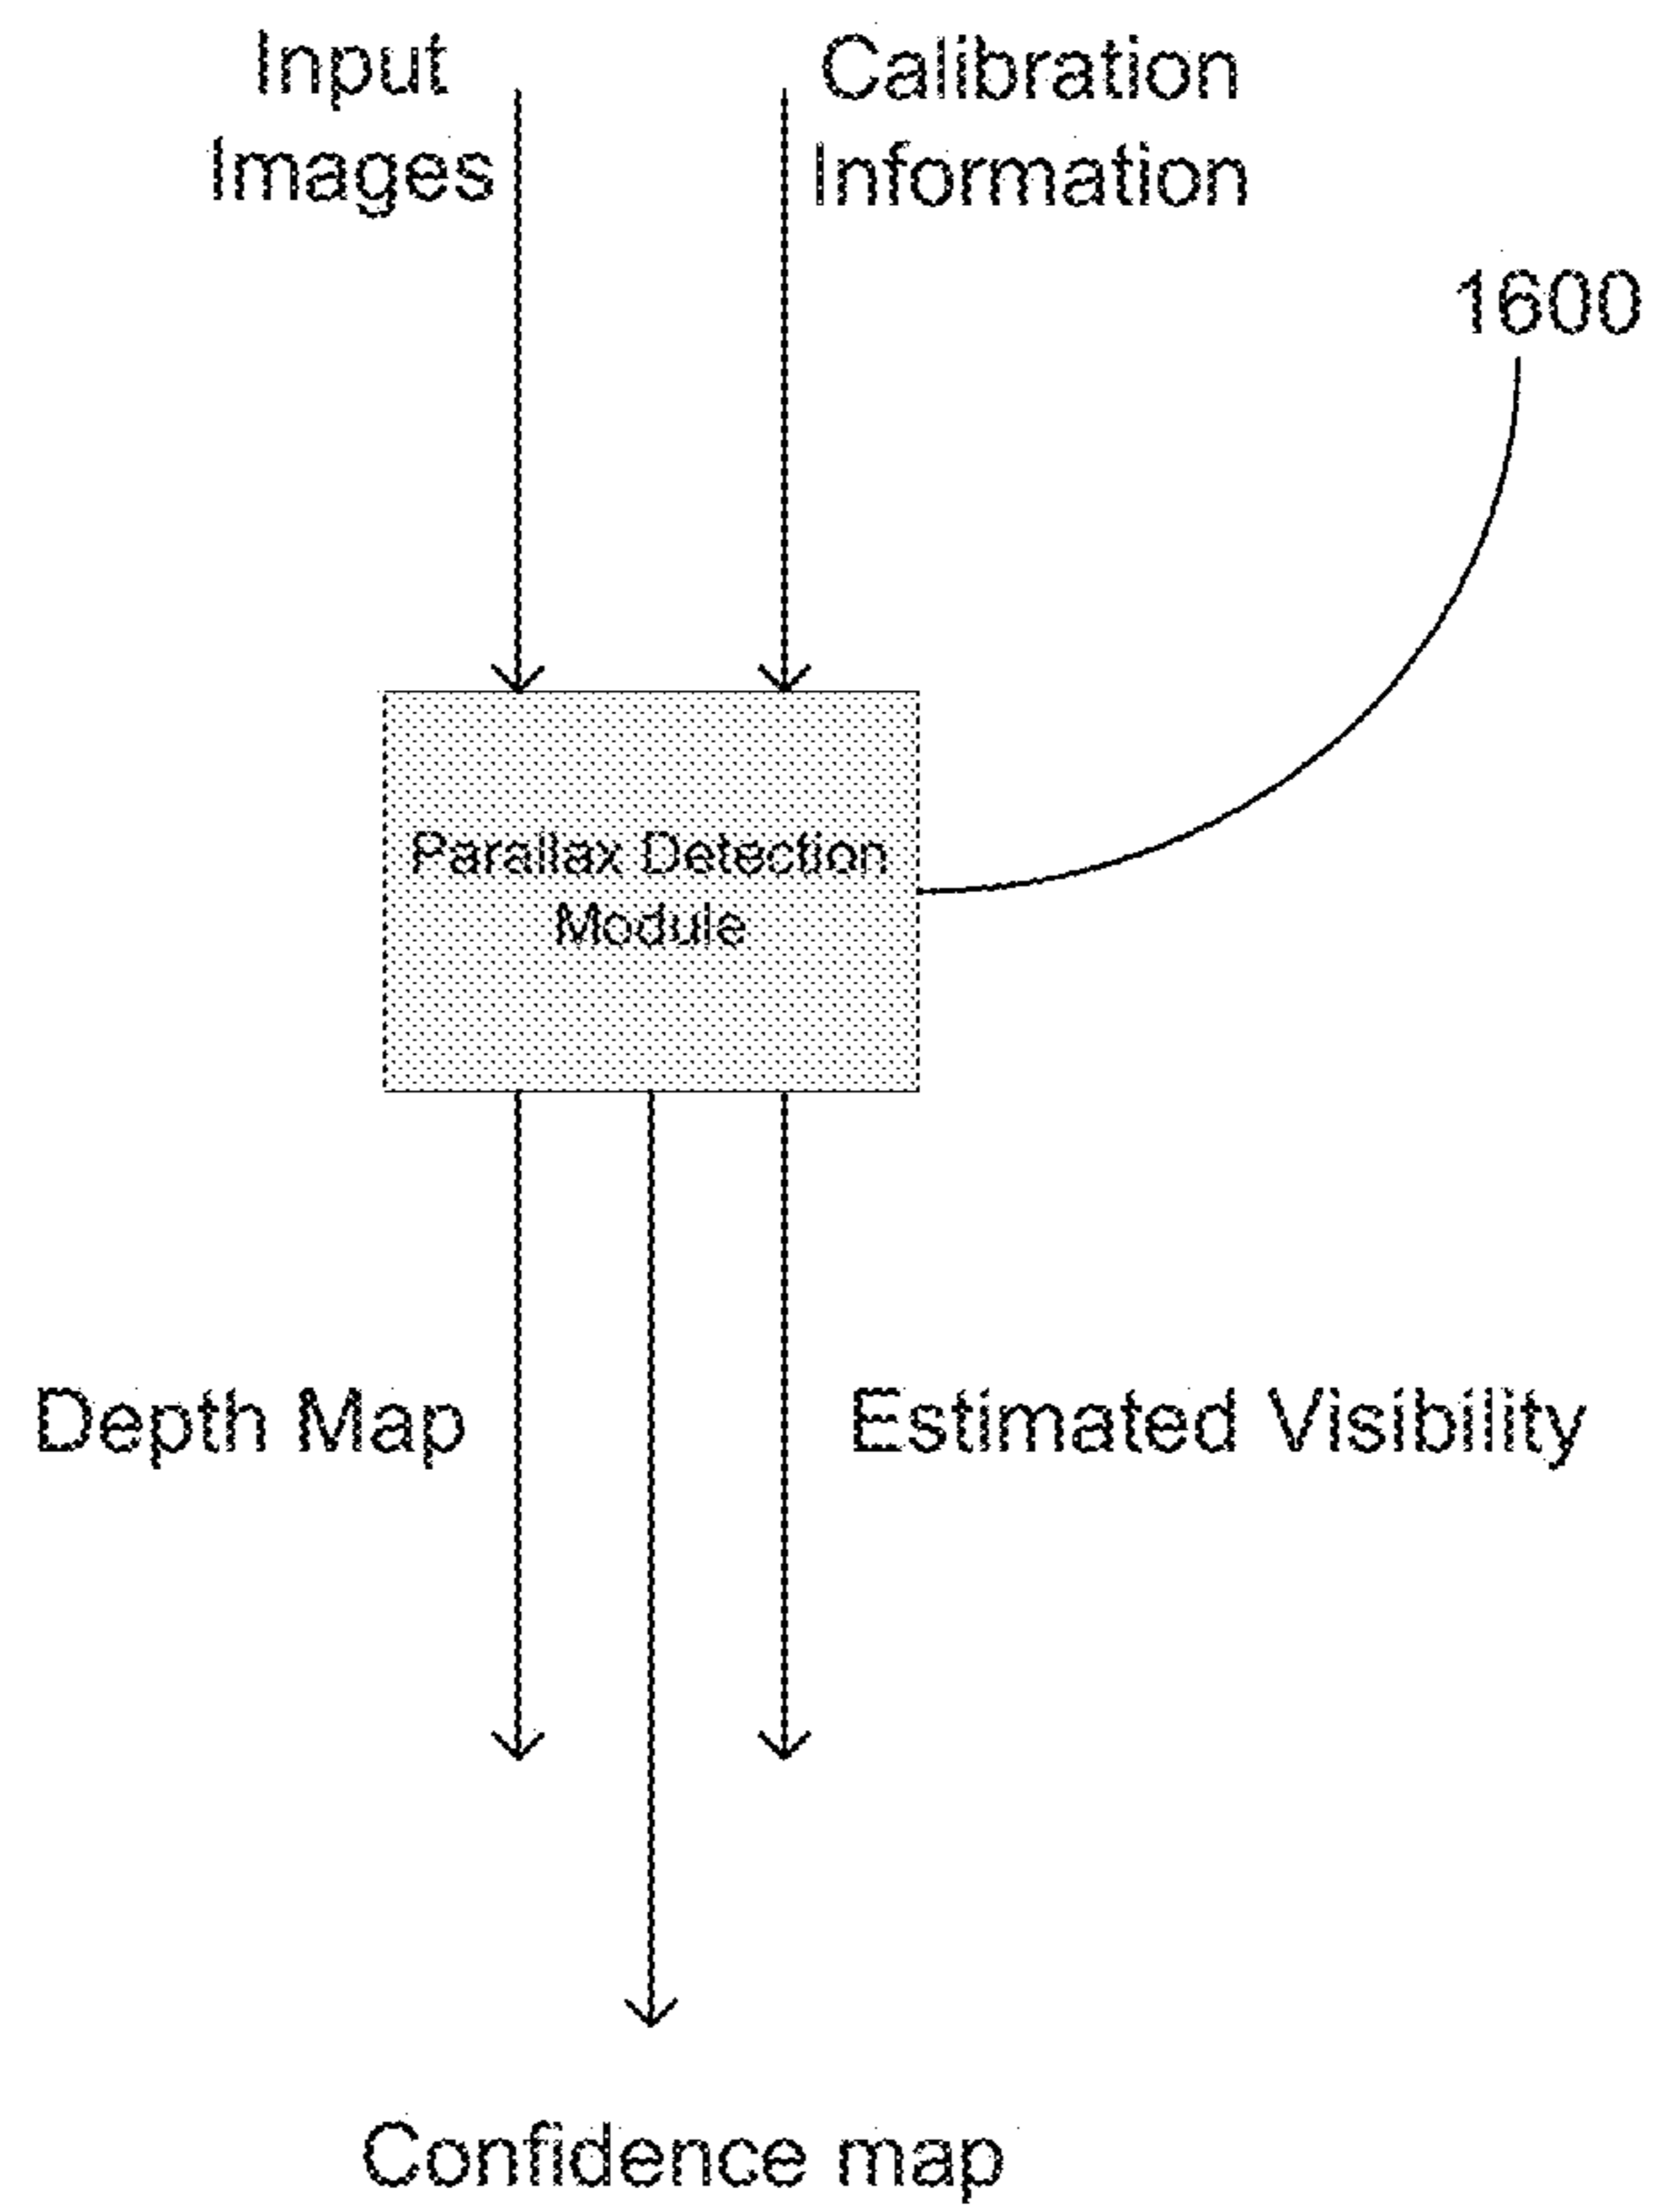 Input
Images
Calibration
Information
1600
Parallax Detection
Module
Depth Map
Estimated Visibility
Confidence map